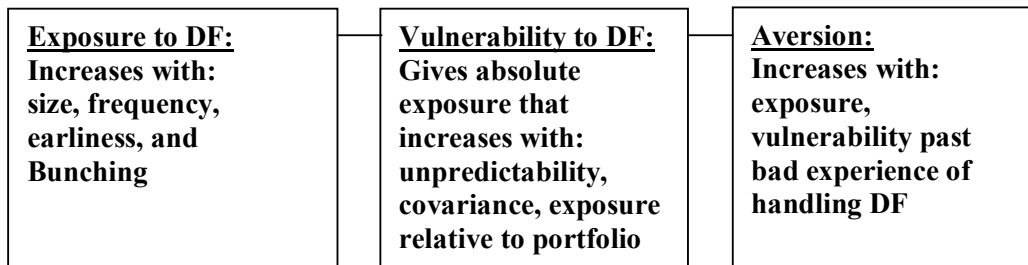 Exposure to DF:
Increases with:
size, frequency,
earliness, and
Bunching
Vulnerability to DF:
Gives absolute
exposure that
increases with:
unpredictability,
covariance, exposure
relative to portfolio
Aversion:
Increases with:
exposure,
vulnerability past
bad experience of
handling DF